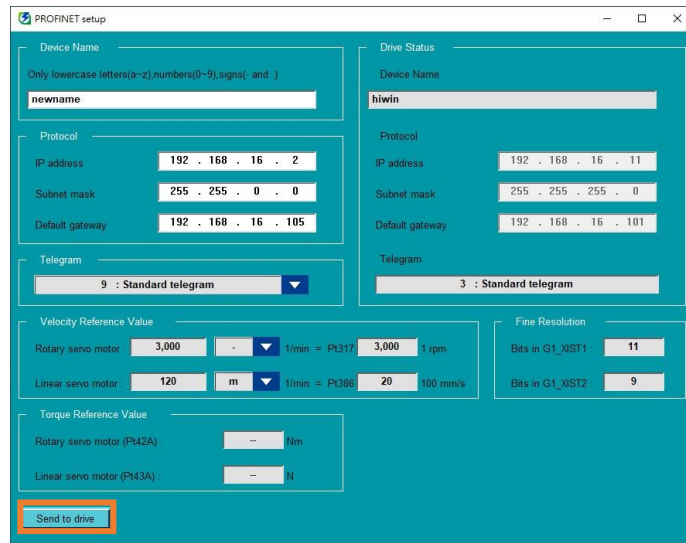 PROFINET setup
Device Name
Only lowercase letters(a~z),numbers(0~9),signs(- and .)
newname
Protocol
IP address 192 . 168 . 16 . 2
Subnet mask 255 . 255 . 0 . 0
Default gateway 192 . 168 . 16 . 105
Telegram
9 : Standard telegram
Drive Status
Device Name
hiwin
Protocol
IP address 192 . 168 . 16 . 11
Subnet mask 255 . 255 . 255 . 0
Default gateway 192 . 168 . 16 . 101
Telegram
3 : Standard telegram
Velocity Reference Value
Rotary servo motor : 3,000 - 1/min = Pt317 3,000 1 rpm
Linear servo motor : 120 m 1/min = Pt386 20 100 mm/s
Fine Resolution
Bits in G1_XIST1 : 11
Bits in G1_XIST2 : 9
Torque Reference Value
Rotary servo motor (Pt42A) : -- Nm
Linear servo motor (Pt43A) : -- N
Send to drive